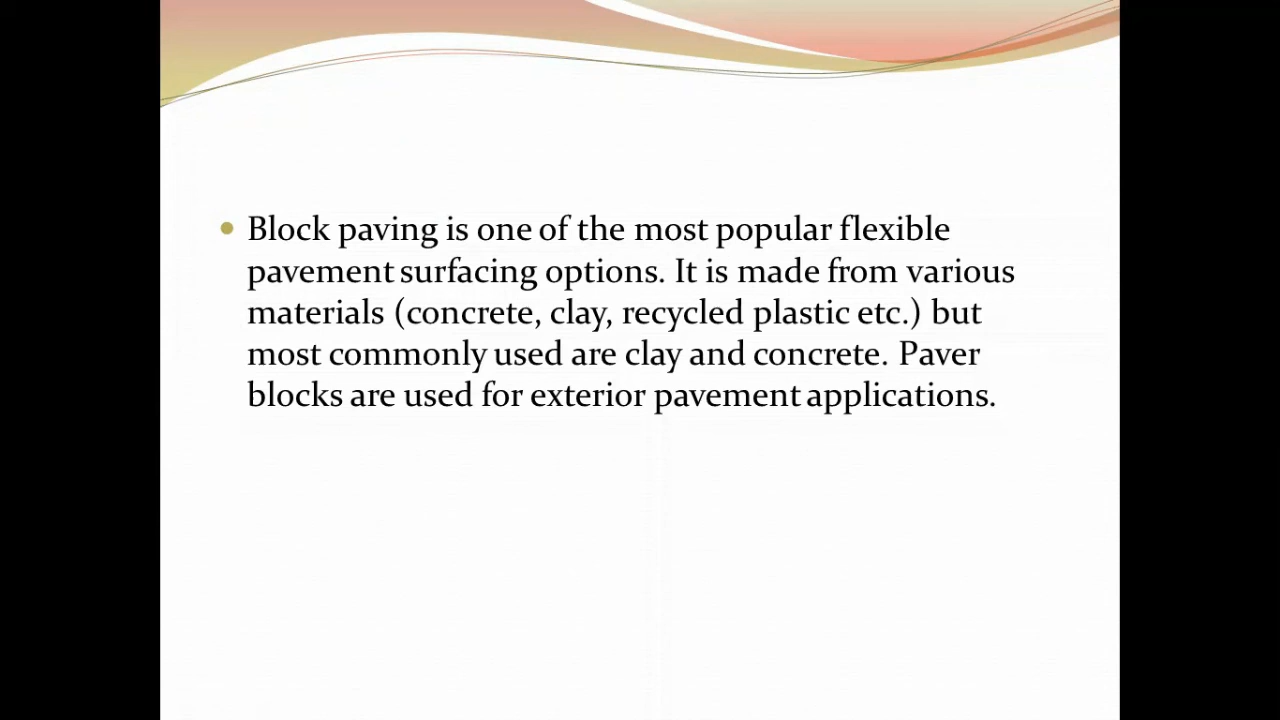 Block paving is one of the most popular flexible
pavement surfacing options. It is made from various
materials (concrete, clay, recycled plastic etc.) but
most commonly used are clay and concrete. Paver
blocks are used for exterior pavement applications.